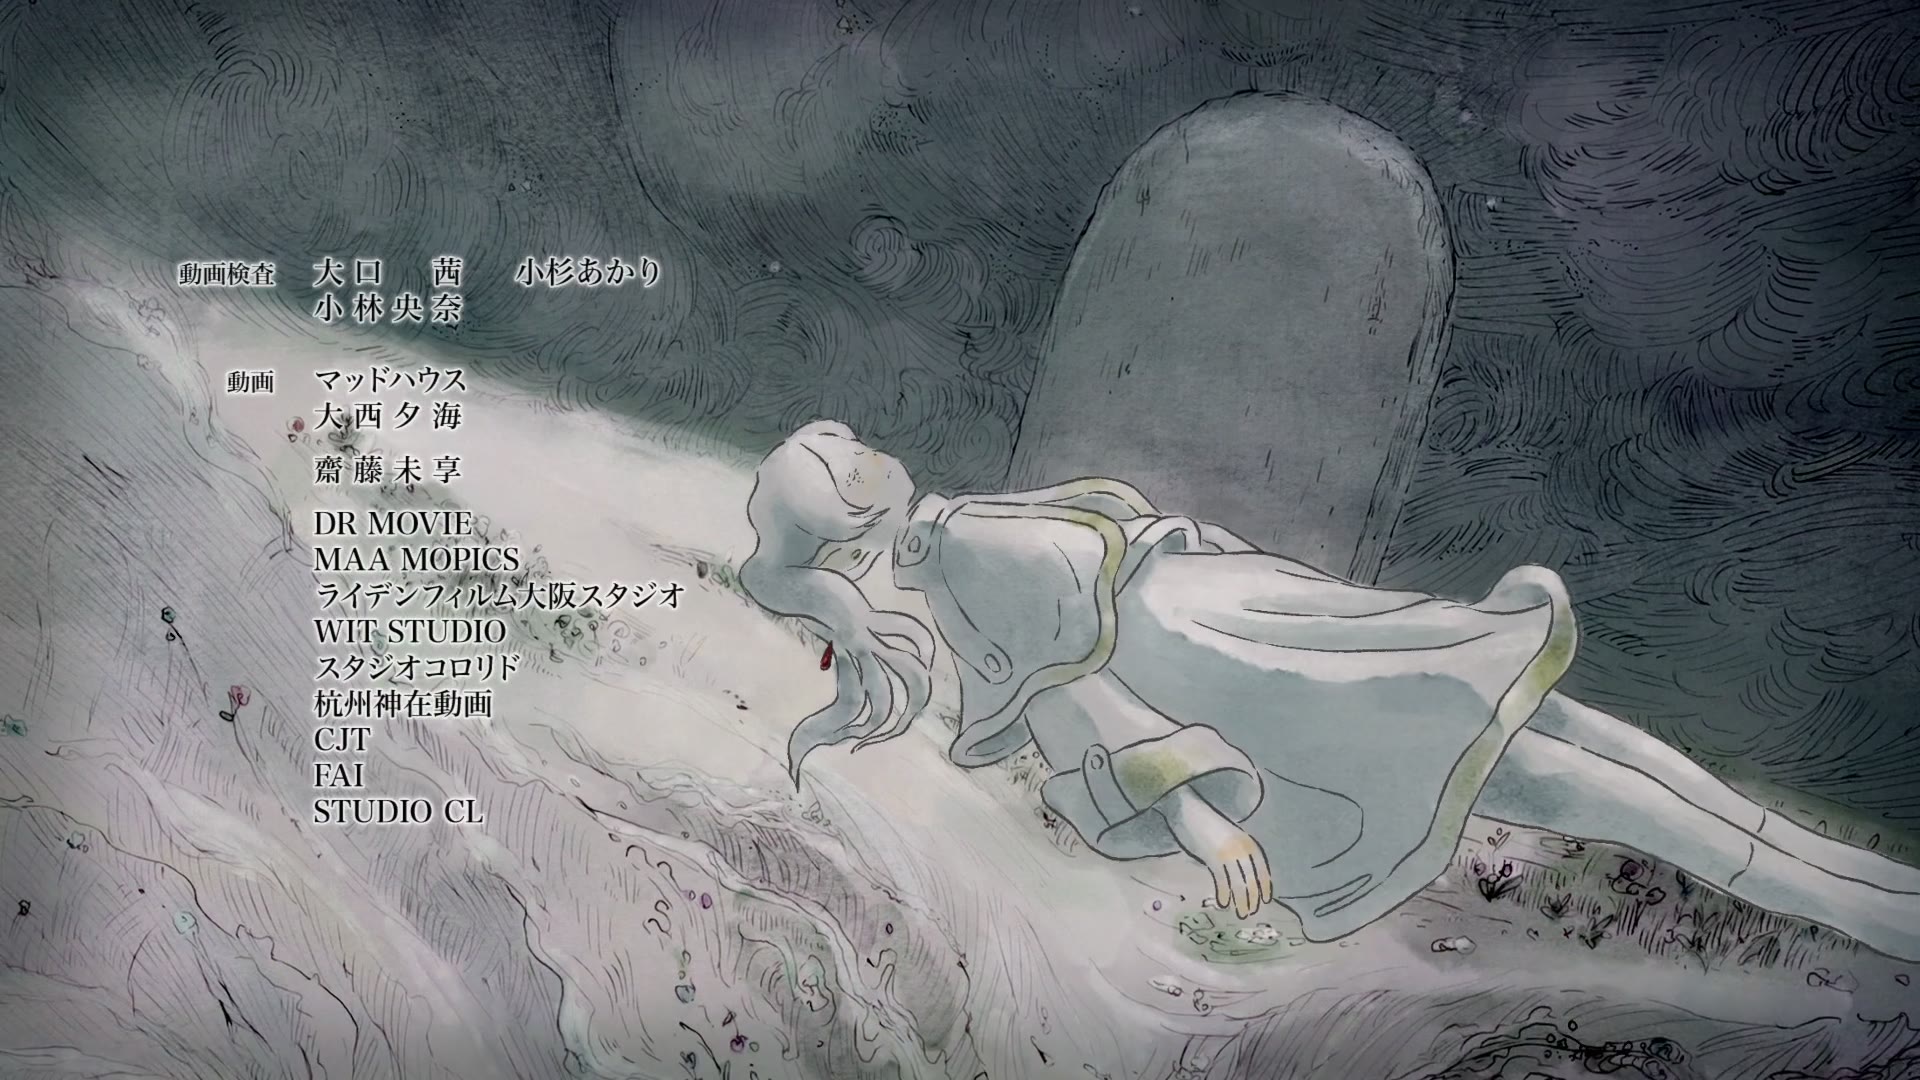 動画検査 大口 茜 小杉あかり
小林央奈
動画 マッドハウス
大西夕海
齋藤未享
DR MOVIE
MAA MOPICS
ライデンフィルム大阪スタジオ
WIT STUDIO
スタジオコロリド
杭州神在動画
CJT
FAI
STUDIO CL